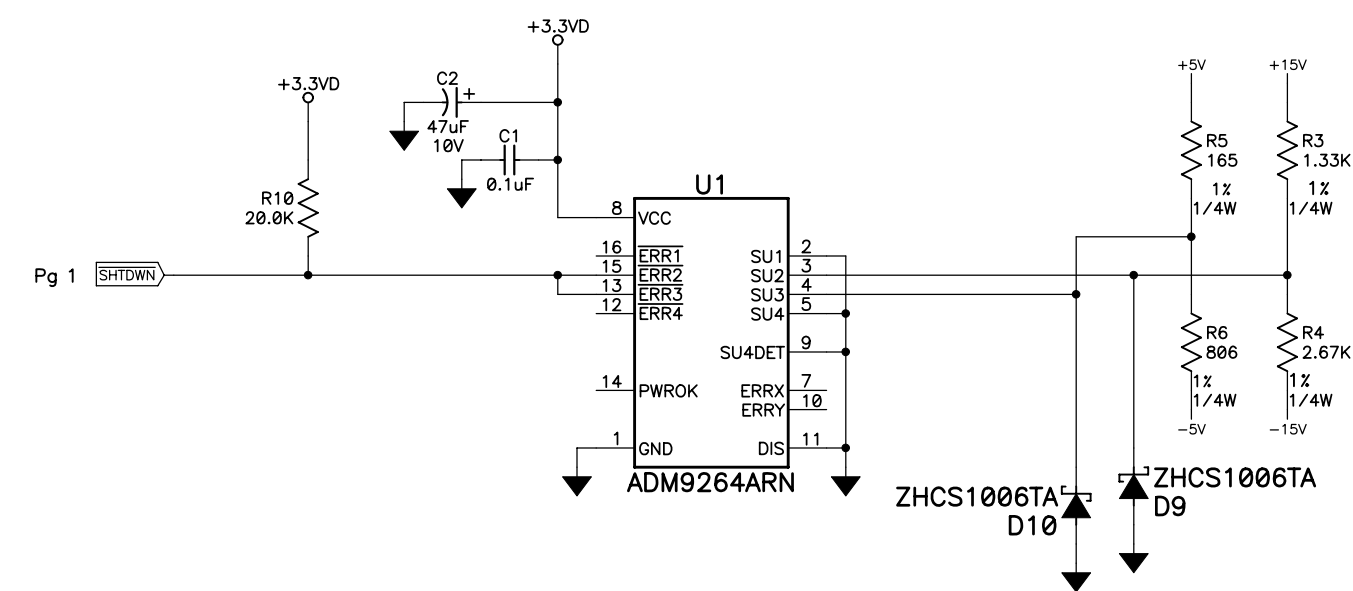 +3.3VD
+3.3VD
C2
+
47uF
10V
C1
0.1uF
R10
20.0K
Pg 1
SHTDWN
U1
8 VCC
16 ERR1
15 ERR2
13 ERR3
12 ERR4
14 PWROK
1 GND
SU1 2
SU2 3
SU3 4
SU4 5
SU4DET 9
ERRX 7
ERRY 10
DIS 11
ADM9264ARN
+5V
R5
165
1%
1/4W
R6
806
1%
1/4W
-5V
+15V
R3
1.33K
1%
1/4W
R4
2.67K
1%
1/4W
-15V
ZHCS1006TA
D10
ZHCS1006TA
D9